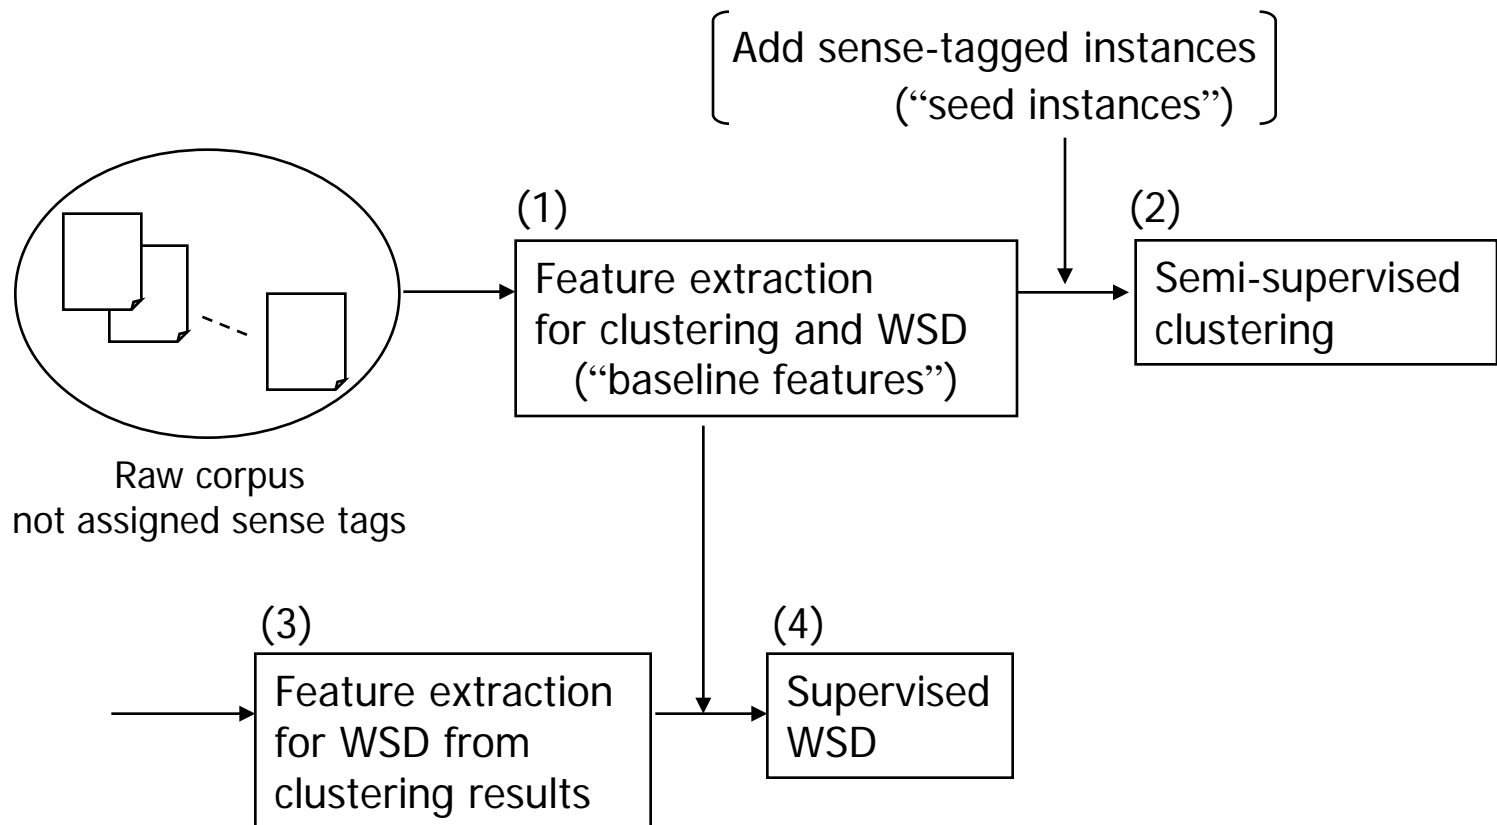 Add sense-tagged instances
(“seed instances”)
(1)
(2)
Feature extraction
for clustering and WSD
(“baseline features”)
Semi-supervised
clustering
Raw corpus
not assigned sense tags
(3)
(4)
Feature extraction
for WSD from
clustering results
Supervised
WSD